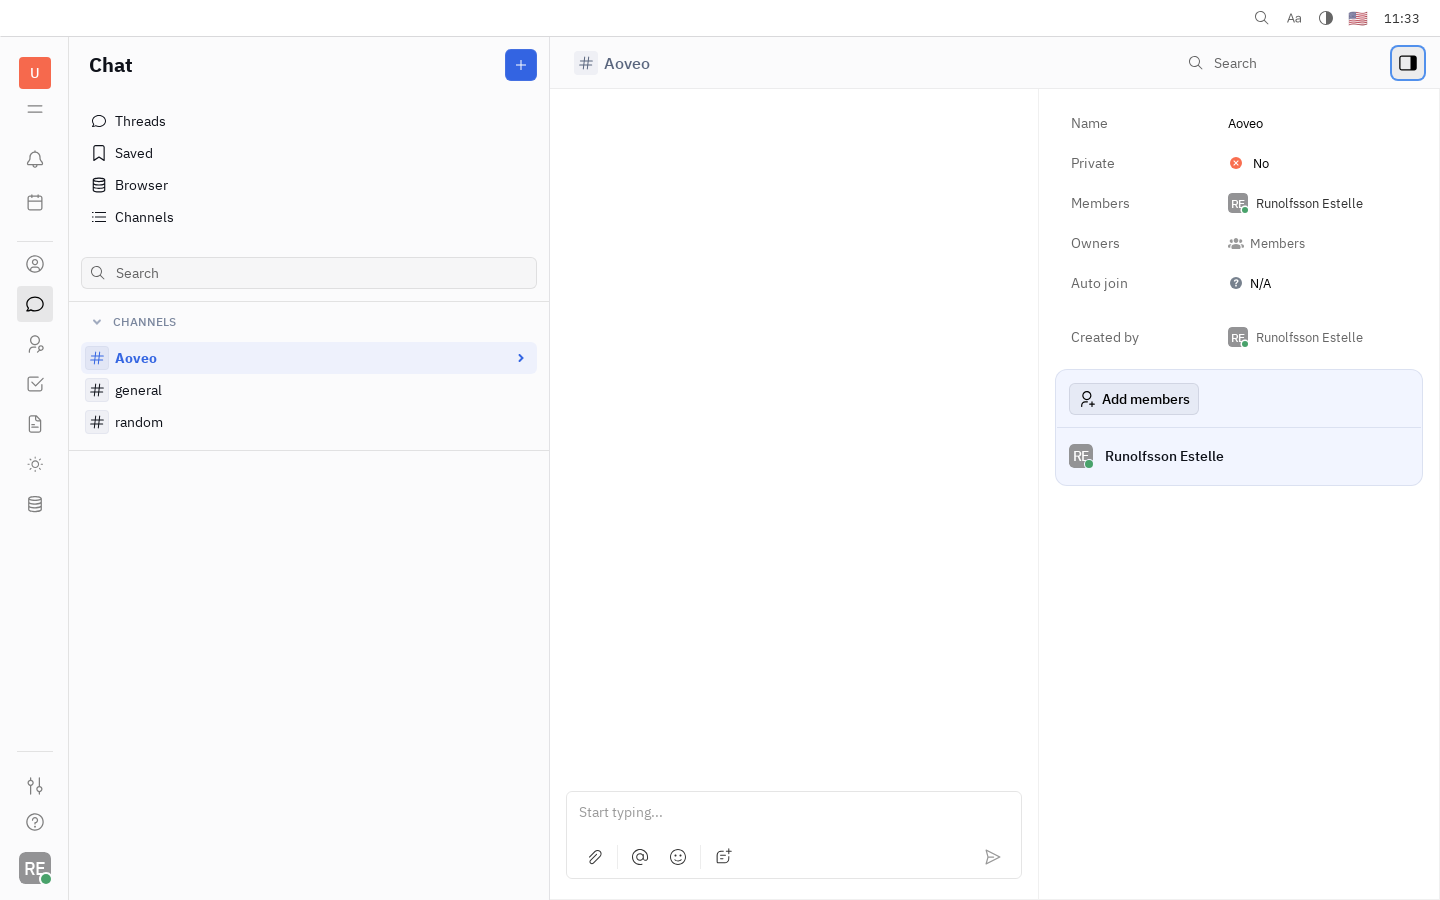 Aa
11:33
U
Chat
Aoveo
Search
Threads
Saved
Browser
Channels
Search
CHANNELS
Aoveo
general
random
Name
Aoveo
Private
No
Members
RE Runolfsson Estelle
Owners
Members
Auto join
N/A
Created by
RE Runolfsson Estelle
Add members
RE Runolfsson Estelle
Start typing...
RE